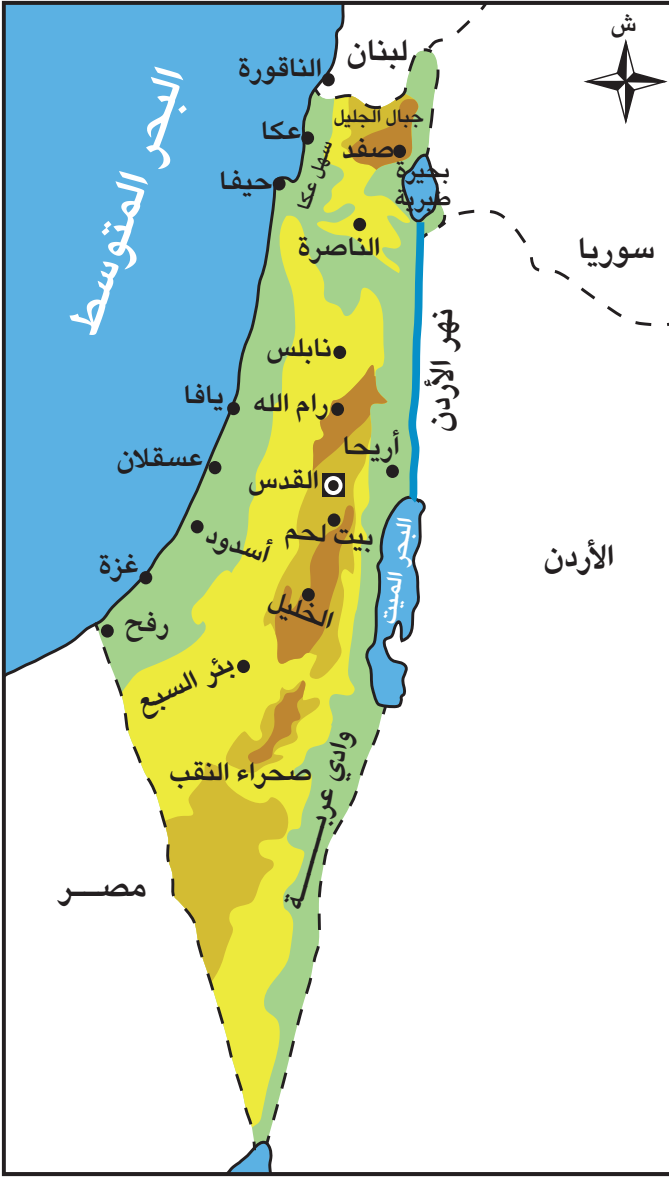 ش
لبنان
الناقورة
البحر المتوسط
جبال الجليل
عكا
صفد
سهل عكا
بحيرة
طبرية
حيفا
الناصرة
سوريا
نهر الأردن
نابلس
يافا
رام الله
أريحا
عسقلان
القدس
بيت لحم
أسدود
البحر الميت
الأردن
غزة
الخليل
رفح
بئر السبع
وادي عربـــــة
صحراء النقب
مصـــر